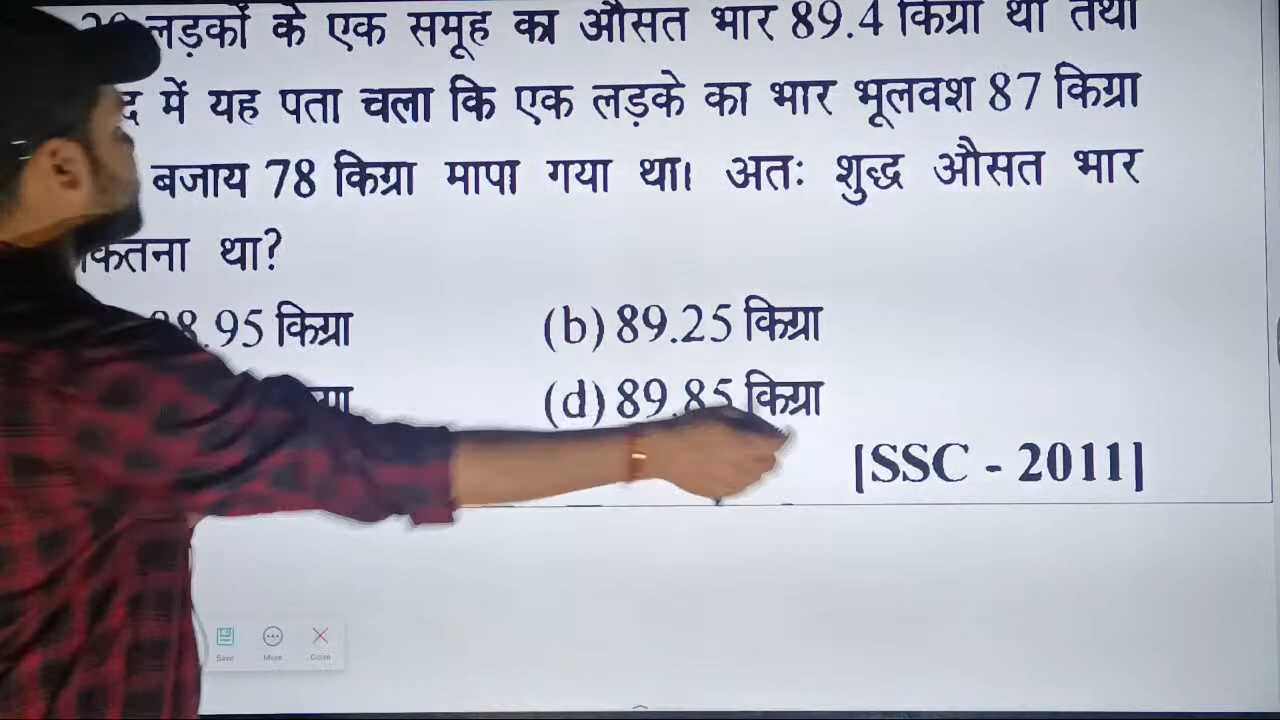 लड़कों के एक समूह का औसत भार 89.4 किग्रा था तथा
में यह पता चला कि एक लड़के का भार भूलवश 87 किग्रा
बजाय 78 किग्रा मापा गया था। अतः शुद्ध औसत भार
कितना था?
.95 किग्रा (b) 89.25 किग्रा
(d) 89.85 किग्रा
[SSC - 2011]
Save More Close